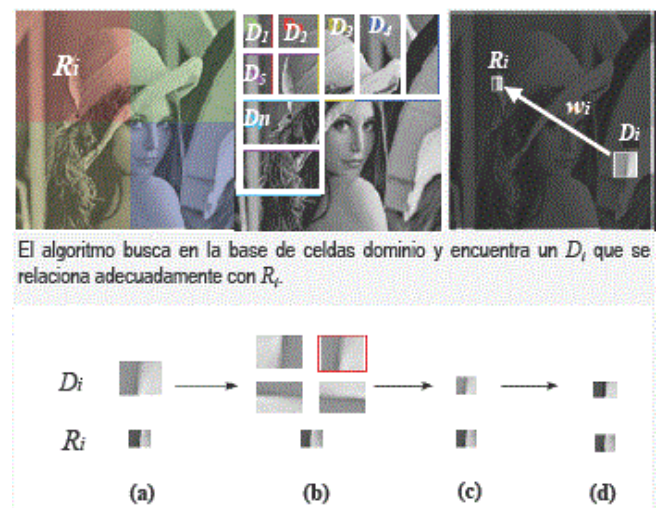 Ri D1 D2 D3 D4 Ri
D5 wi
Dn Di
El algoritmo busca en la base de celdas dominio y encuentra un Di que se
relaciona adecuadamente con Ri.
Di
Ri
(a) (b) (c) (d)